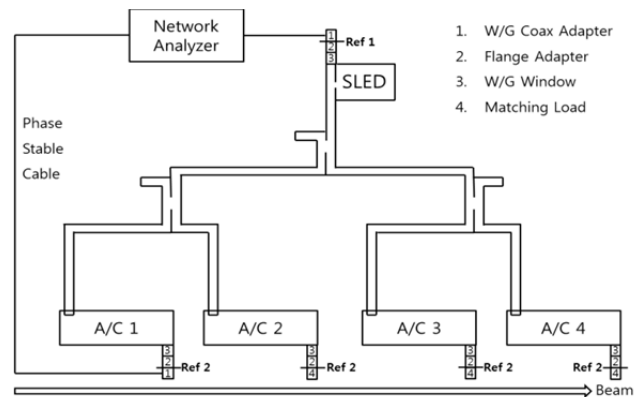 Network
Analyzer
1
2
3
Ref 1
SLED
1. W/G Coax Adapter
2. Flange Adapter
3. W/G Window
4. Matching Load
Phase
Stable
Cable
A/C 1
A/C 2
A/C 3
A/C 4
3
2
1
Ref 2
3
2
4
Ref 2
3
2
4
Ref 2
Ref 2
3
2
4
Beam